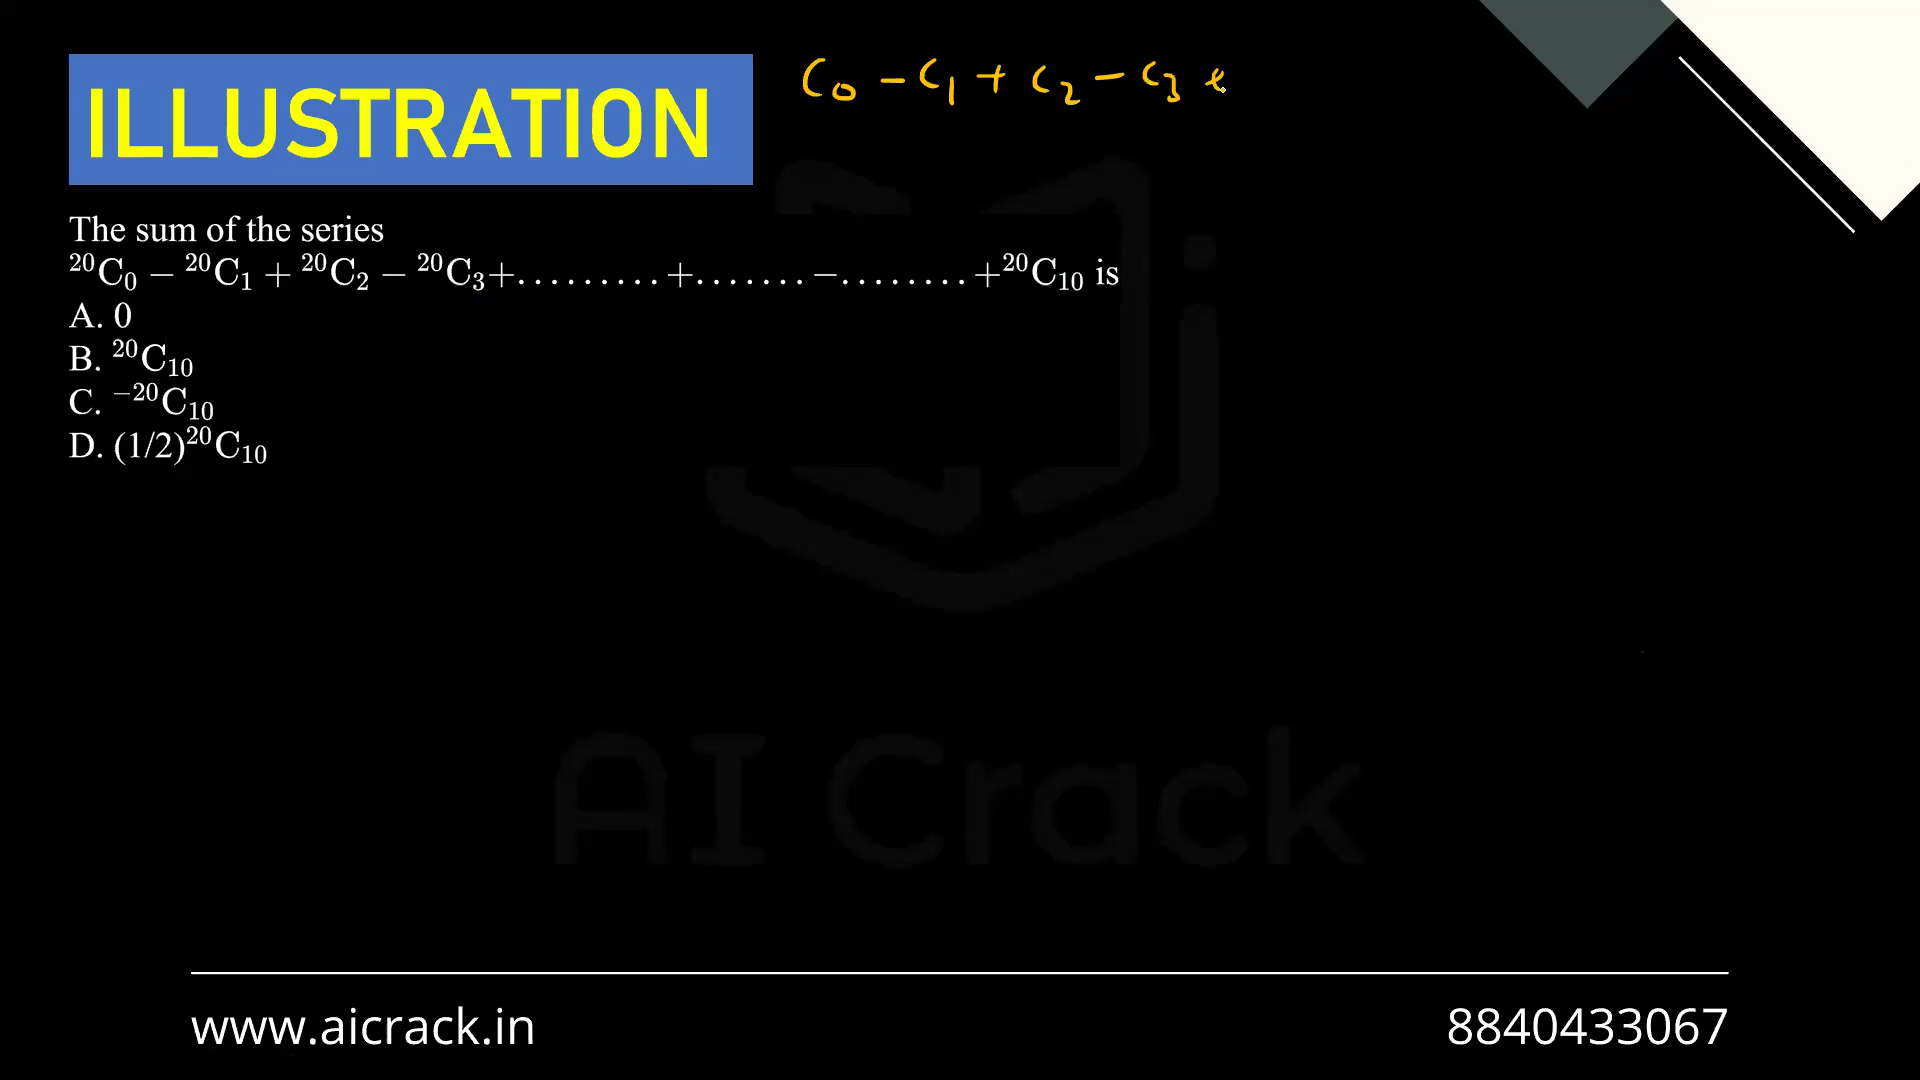 ILLUSTRATION
C₀ - C₁ + C₂ - C₃
The sum of the series
²⁰C₀ − ²⁰C₁ + ²⁰C₂ − ²⁰C₃+.........+.......−........+²⁰C₁₀ is
A. 0
B. ²⁰C₁₀
C. ⁻²⁰C₁₀
D. (1/2)²⁰C₁₀
AI Crack
www.aicrack.in 8840433067